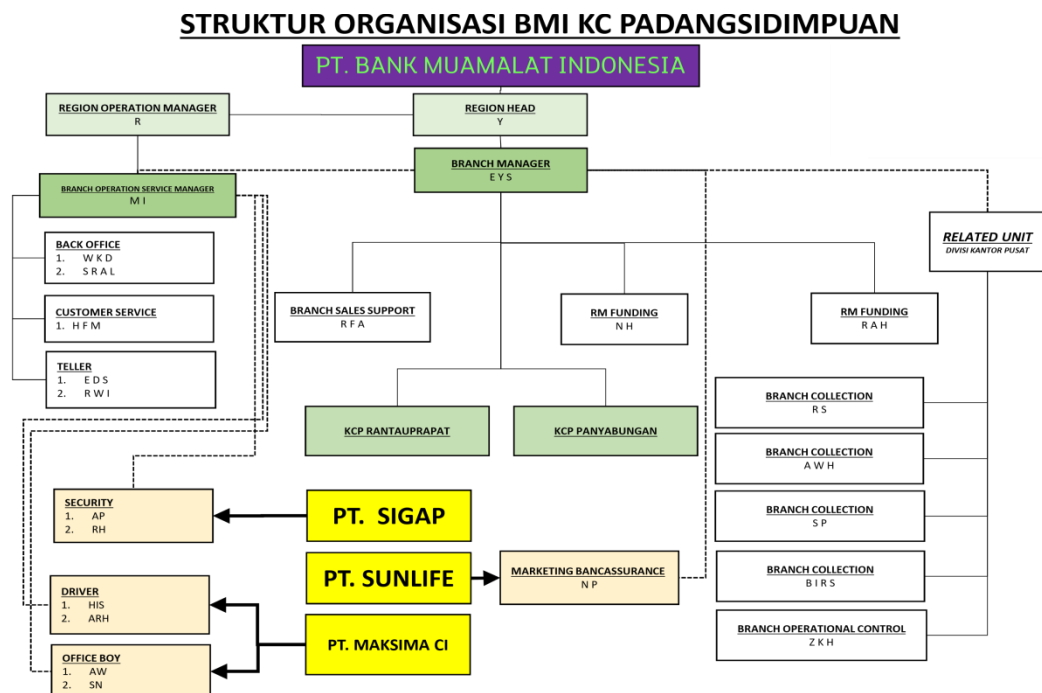 STRUKTUR ORGANISASI BMI KC PADANGSIDIMPUAN
PT. BANK MUAMALAT INDONESIA
REGION OPERATION MANAGER
R
REGION HEAD
Y
BRANCH MANAGER
E Y S
BRANCH OPERATION SERVICE MANAGER
M I
RELATED UNIT
DIVISI KANTOR PUSAT
BACK OFFICE
1. W K D
2. S R A L
CUSTOMER SERVICE
1. H F M
TELLER
1. E D S
2. R W I
BRANCH SALES SUPPORT
R F A
RM FUNDING
N H
RM FUNDING
R A H
KCP RANTAUPRAPAT
KCP PANYABUNGAN
BRANCH COLLECTION
R S
BRANCH COLLECTION
A W H
BRANCH COLLECTION
S P
BRANCH COLLECTION
B I R S
BRANCH OPERATIONAL CONTROL
Z K H
SECURITY
1. AP
2. RH
PT. SIGAP
PT. SUNLIFE
MARKETING BANCASSURANCE
N P
DRIVER
1. HIS
2. ARH
PT. MAKSIMA CI
OFFICE BOY
1. AW
2. SN